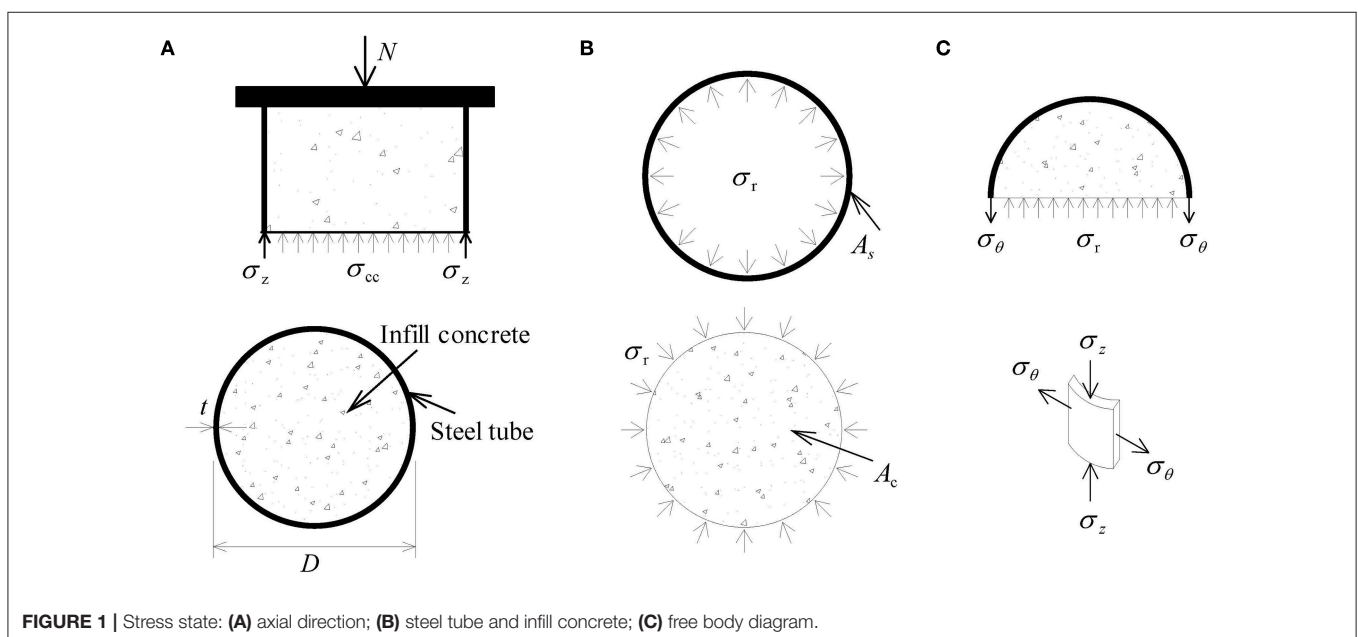 A
N
σz
σcc
σz
Infill concrete
Steel tube
t
D
B
σr
As
σr
Ac
C
σθ
σr
σθ
σz
σθ
σθ
σz
FIGURE 1 | Stress state: (A) axial direction; (B) steel tube and infill concrete; (C) free body diagram.